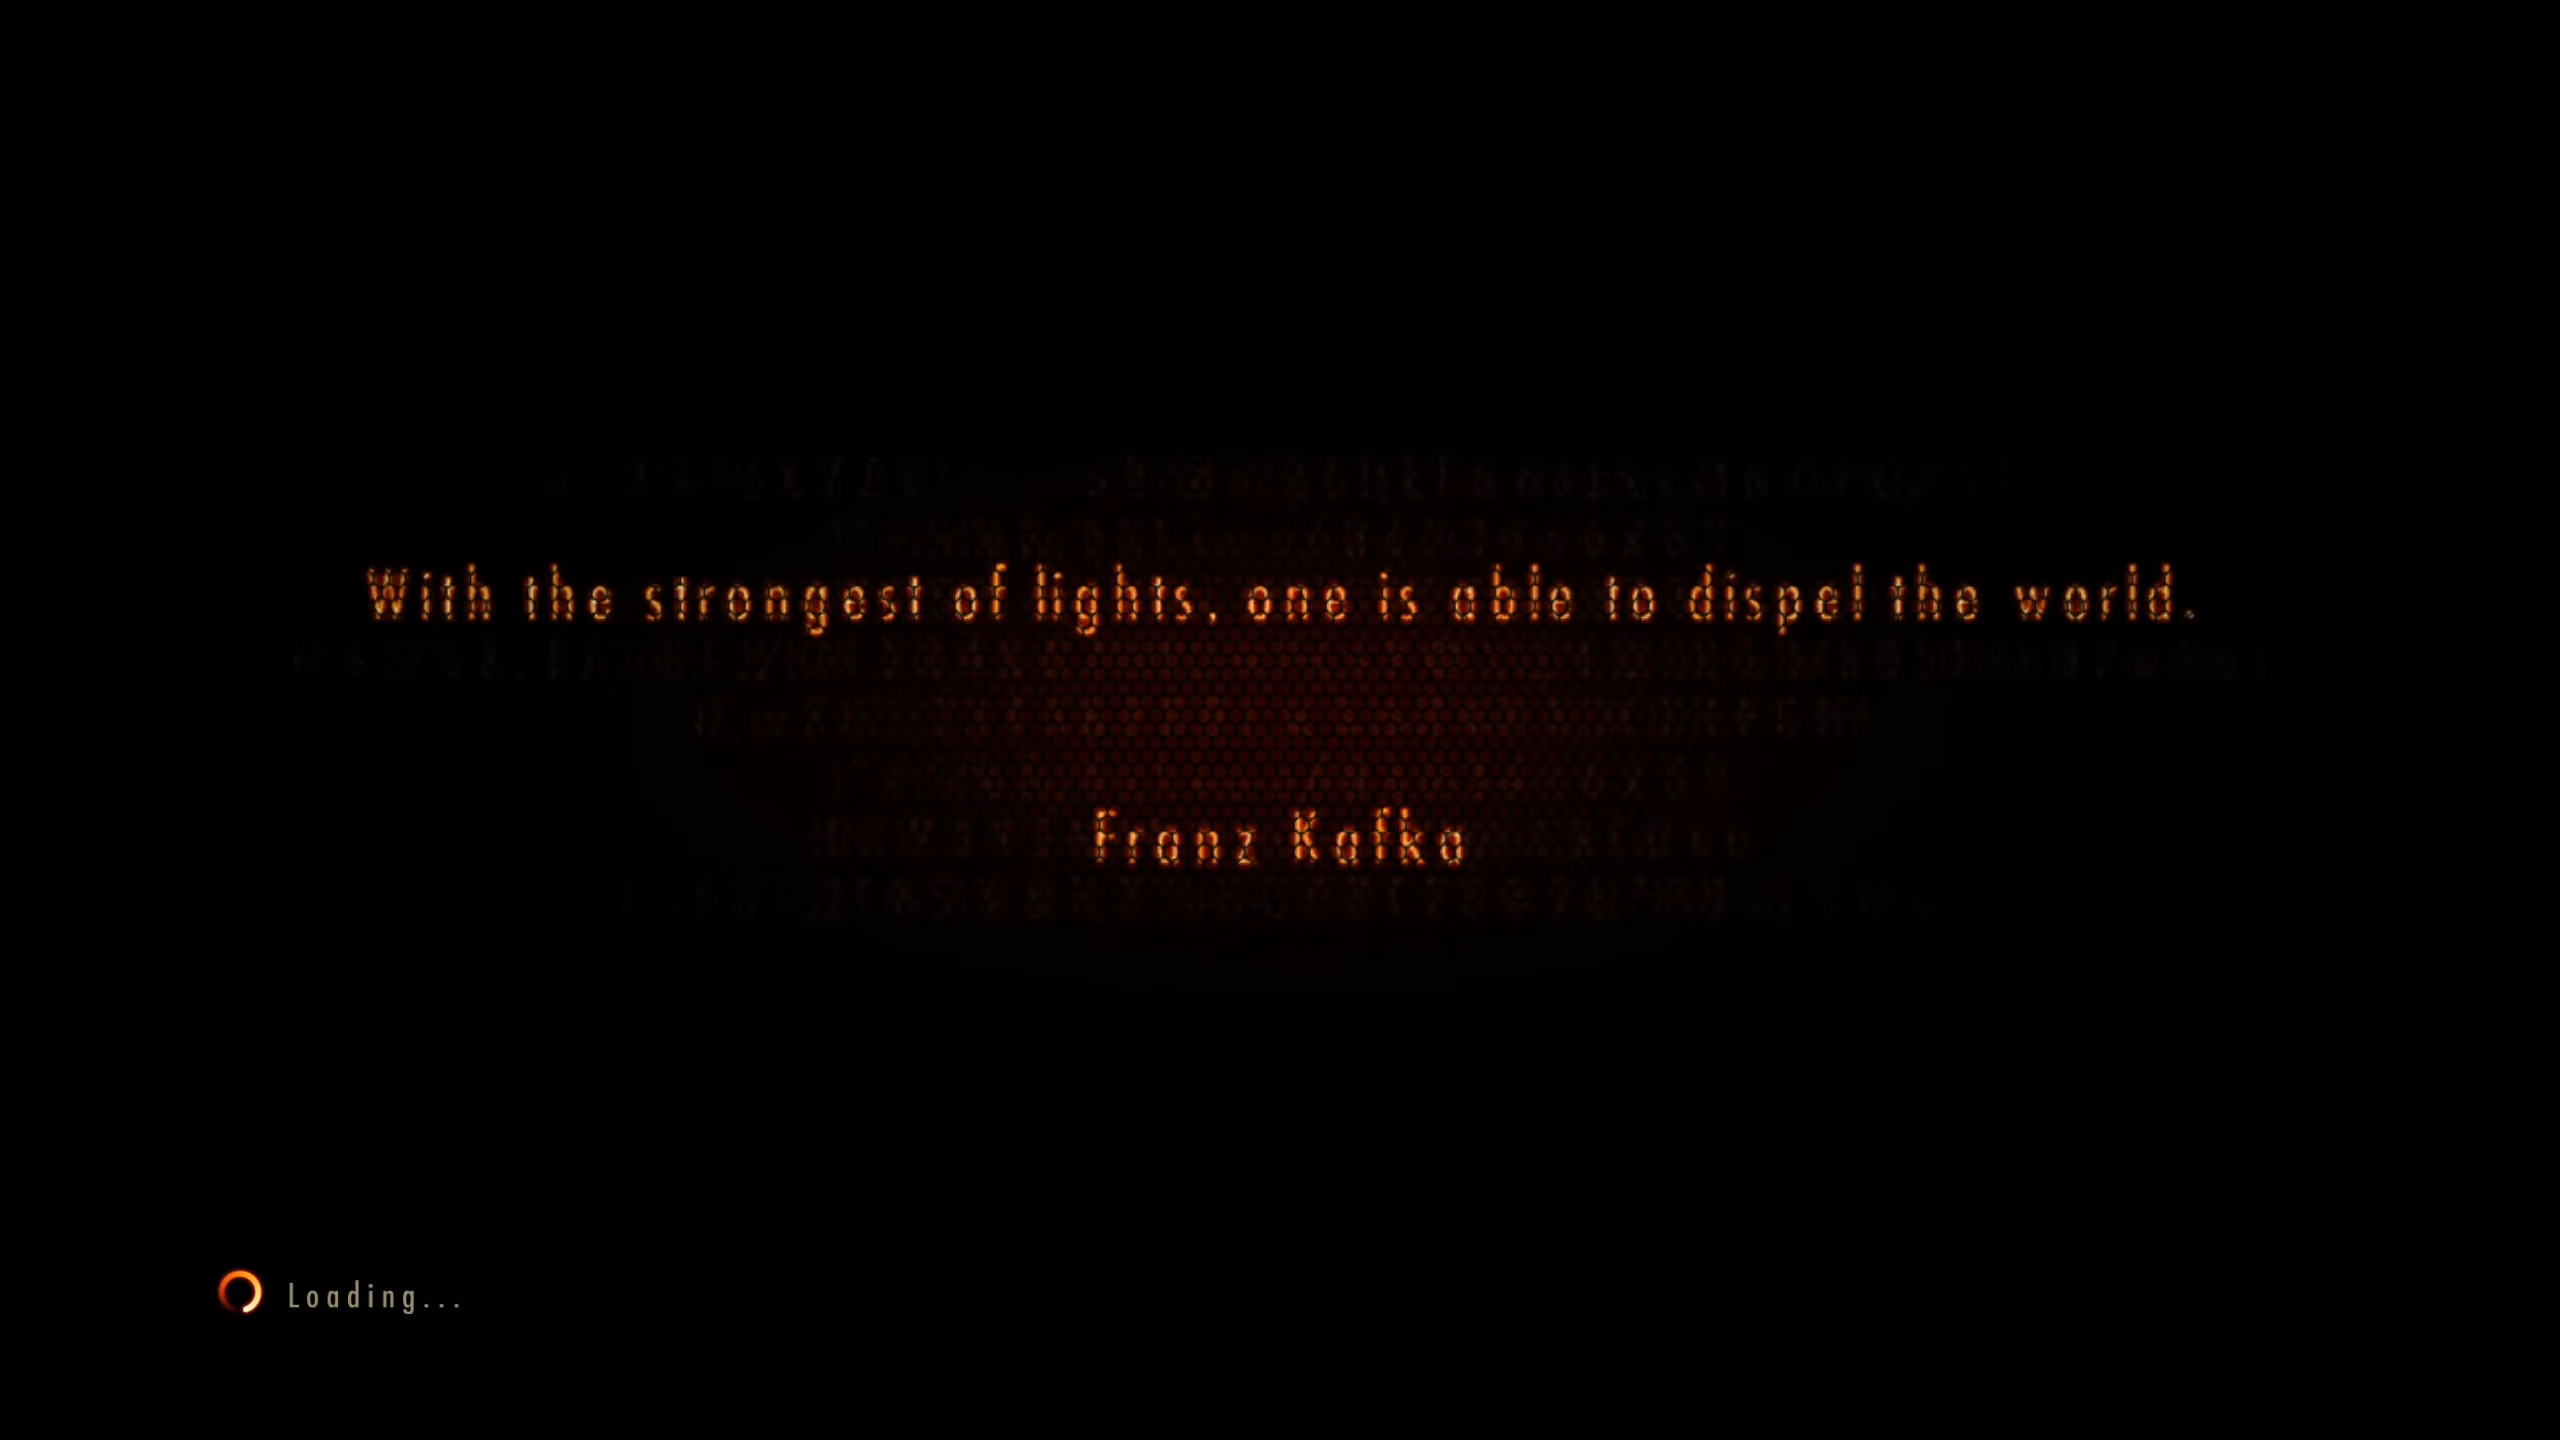 With the strongest of lights, one is able to dispel the world.
Franz Kafka
Loading...